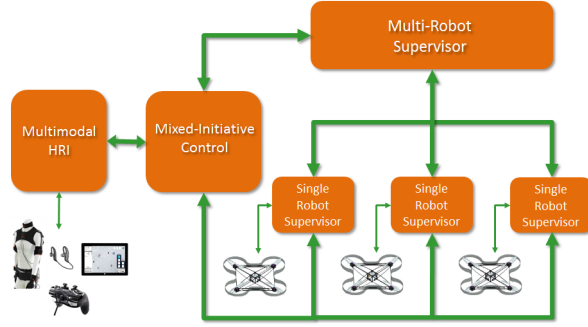 Multi-Robot
Supervisor
Multimodal
HRI
Mixed-Initiative
Control
Single
Robot
Supervisor
Single
Robot
Supervisor
Single
Robot
Supervisor